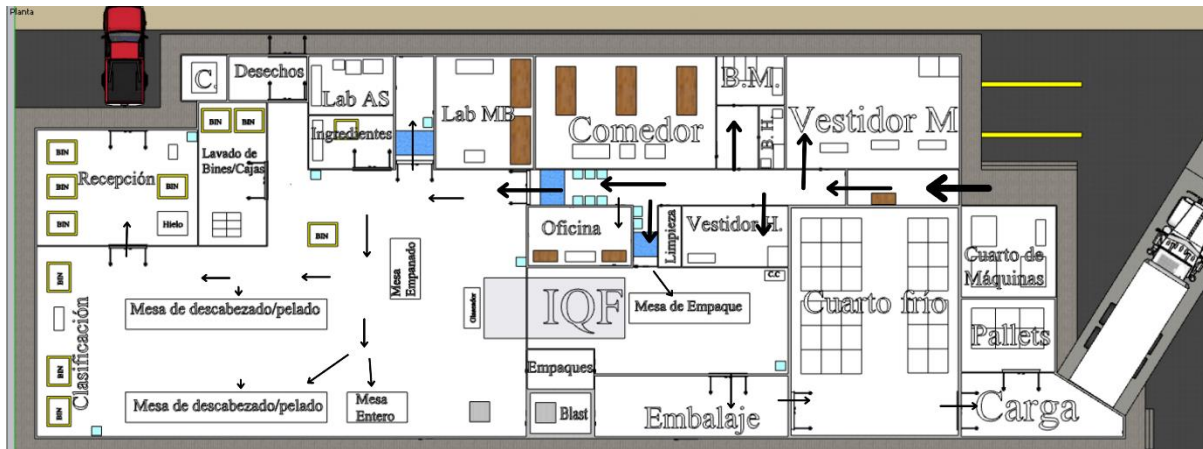 Planta
C.
Desechos
Lab AS
Ingredientes
Lab MB
Comedor
B.M.
B H.
Vestidor M
BIN
BIN
BIN
Lavado de
Bines/Cajas
BIN
BIN
Recepción
BIN
BIN
Hielo
BIN
Oficina
Limpieza
Vestidor H.
C.C
Cuarto de
Máquinas
Mesa
Empanado
Glaseador
IQF
Mesa de Empaque
Cuarto frío
Pallets
BIN
Clasificación
Mesa de descabezado/pelado
BIN
BIN
Mesa de descabezado/pelado
Mesa
Entero
Empaques
Blast
Embalaje
Carga